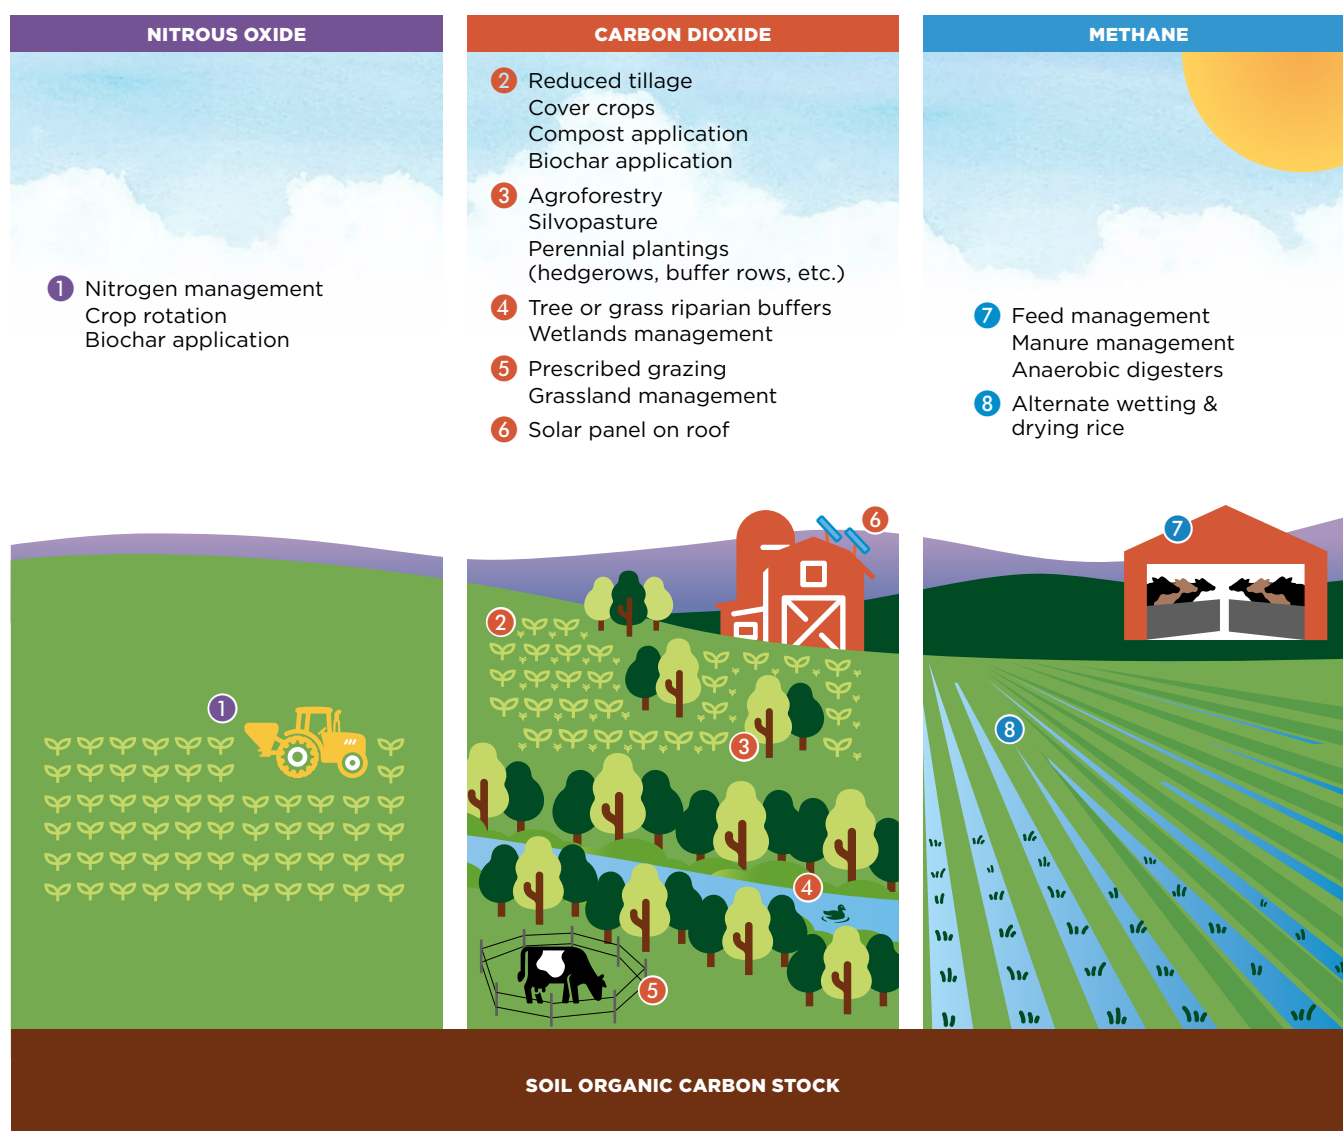 NITROUS OXIDE
1 Nitrogen management
Crop rotation
Biochar application
1
CARBON DIOXIDE
2 Reduced tillage
Cover crops
Compost application
Biochar application
3 Agroforestry
Silvopasture
Perennial plantings
(hedgerows, buffer rows, etc.)
4 Tree or grass riparian buffers
Wetlands management
5 Prescribed grazing
Grassland management
6 Solar panel on roof
6
2
3
4
5
METHANE
7 Feed management
Manure management
Anaerobic digesters
8 Alternate wetting &
drying rice
7
8
SOIL ORGANIC CARBON STOCK